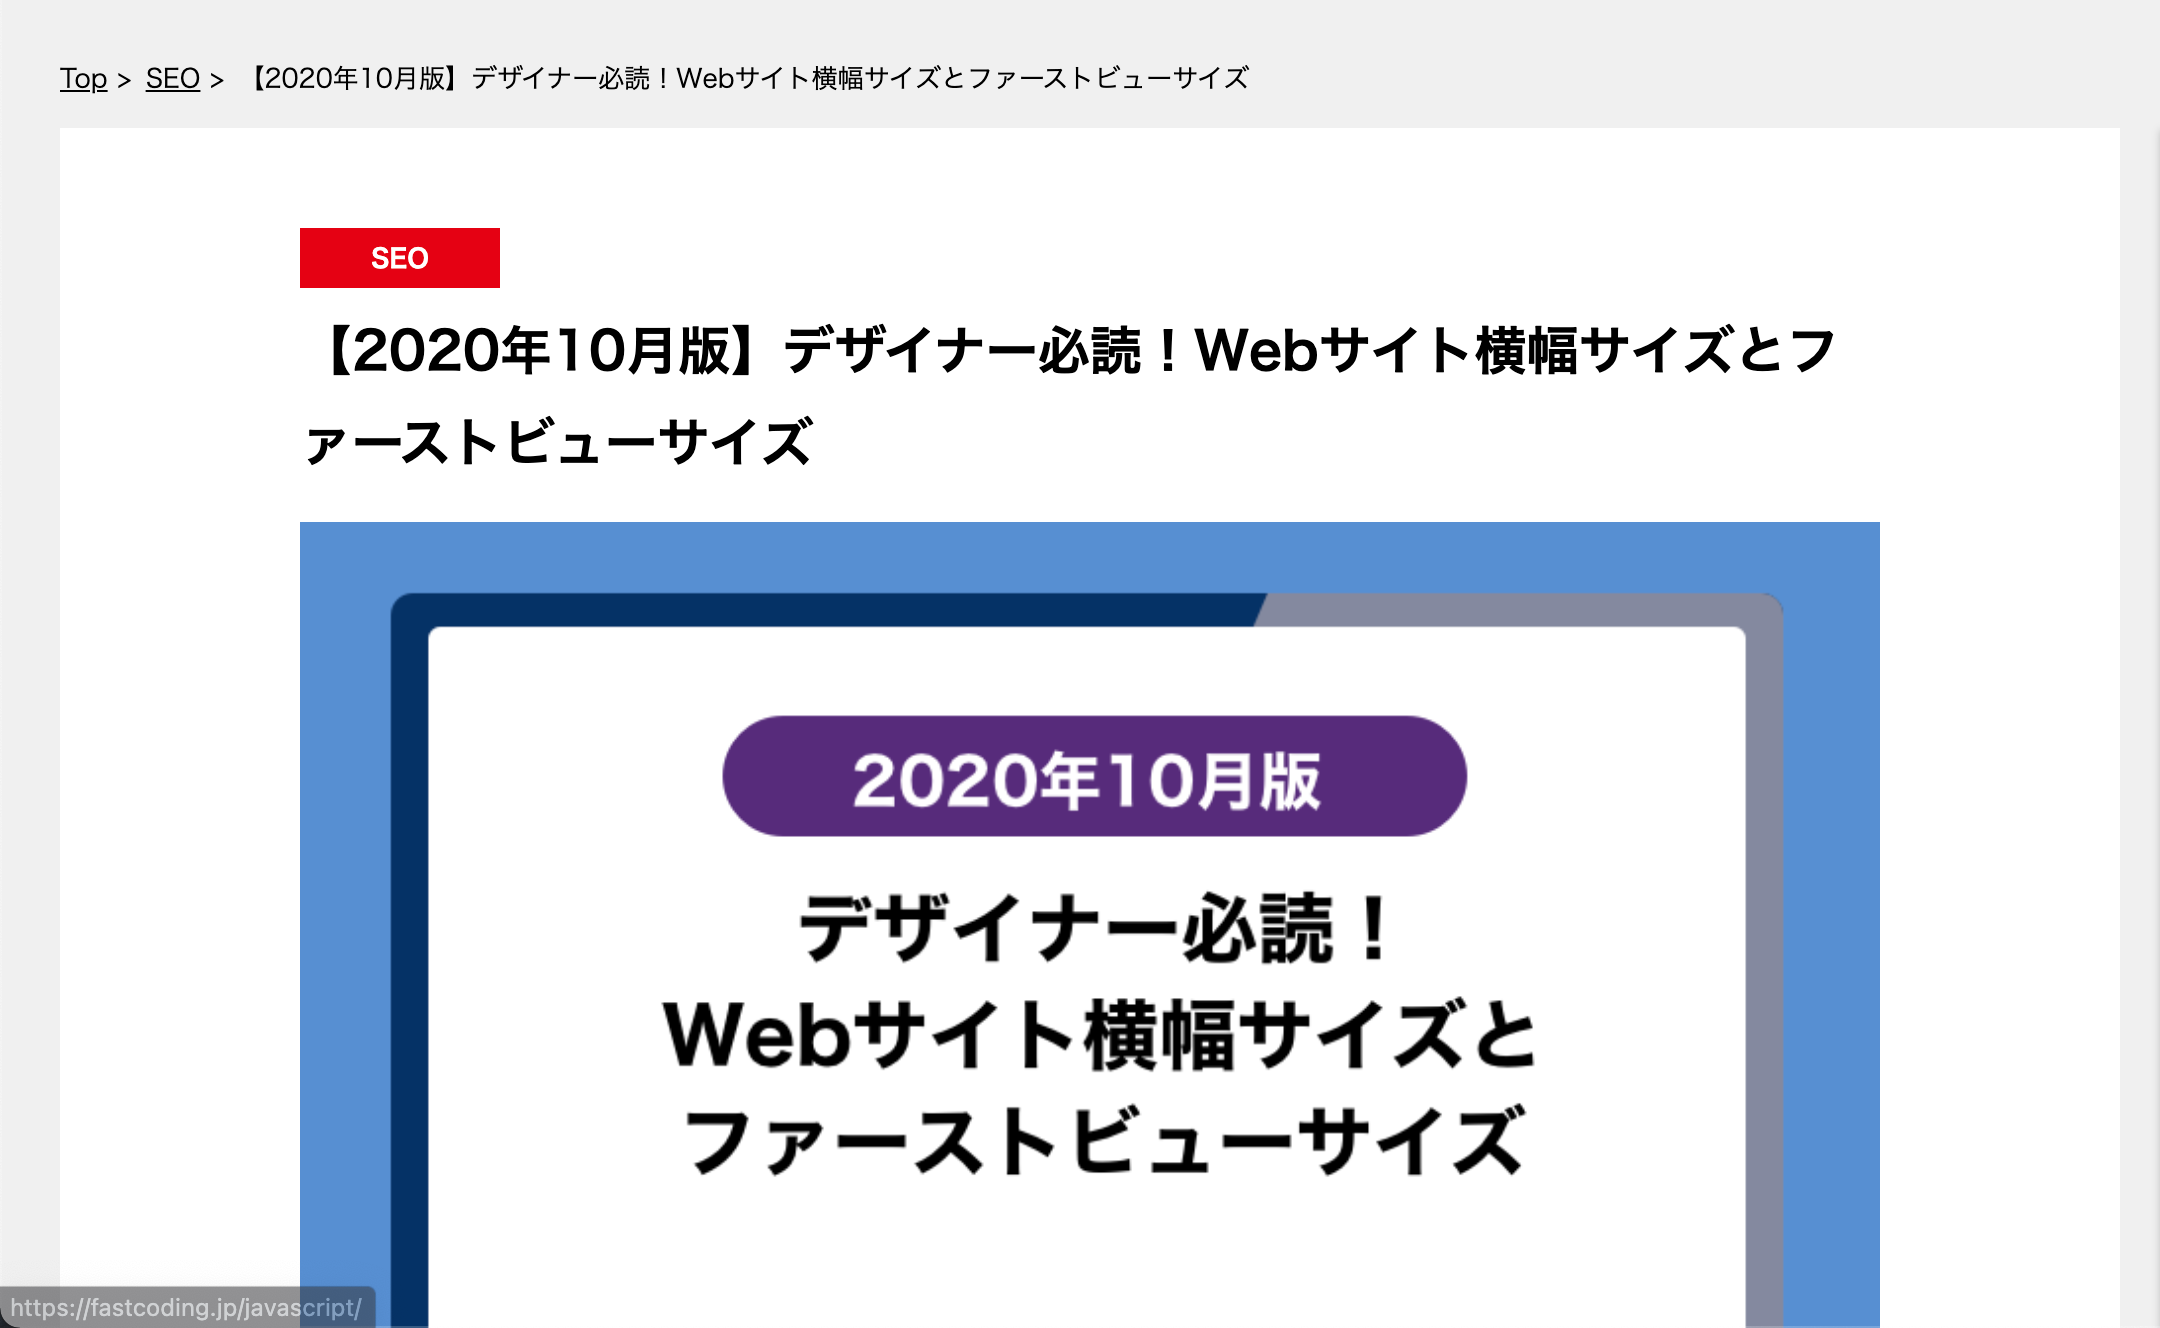 Top > SEO > 【2020年10月版】デザイナー必読！Webサイト横幅サイズとファーストビューサイズ
SEO
【2020年10月版】デザイナー必読！Webサイト横幅サイズとフ
ァーストビューサイズ
2020年10月版
デザイナー必読！
Webサイト横幅サイズと
ファーストビューサイズ
https://fastcoding.jp/javascript/